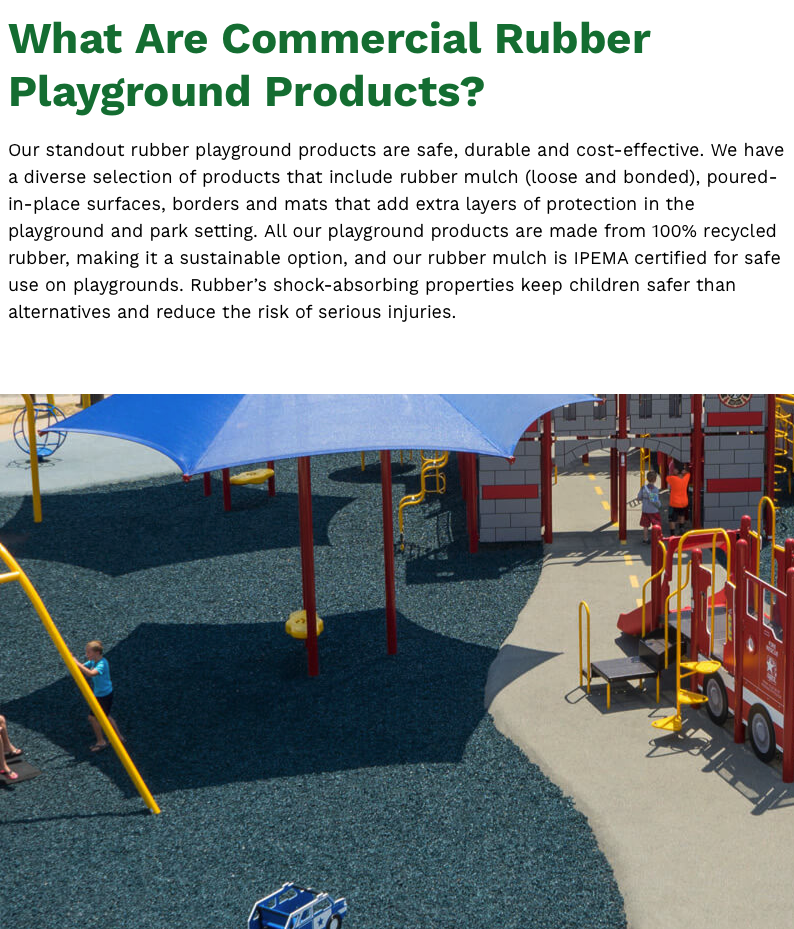 What Are Commercial Rubber
Playground Products?
Our standout rubber playground products are safe, durable and cost-effective. We have
a diverse selection of products that include rubber mulch (loose and bonded), poured-
in-place surfaces, borders and mats that add extra layers of protection in the
playground and park setting. All our playground products are made from 100% recycled
rubber, making it a sustainable option, and our rubber mulch is IPEMA certified for safe
use on playgrounds. Rubber’s shock-absorbing properties keep children safer than
alternatives and reduce the risk of serious injuries.